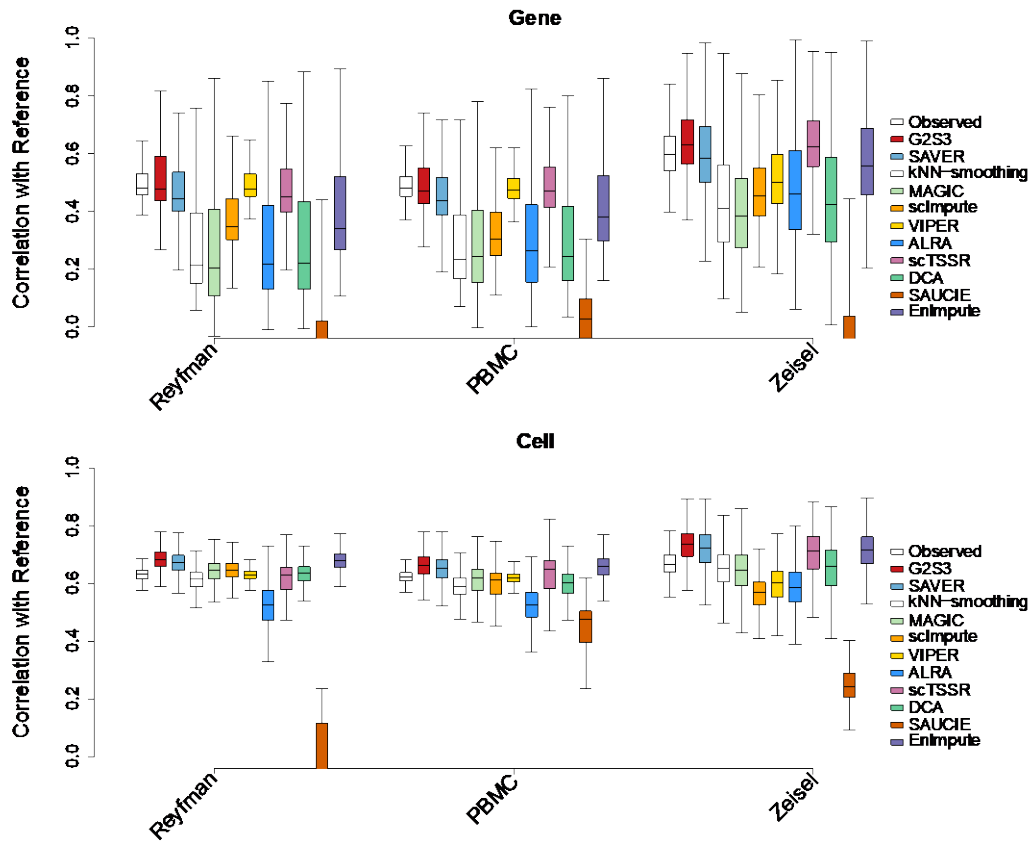 Gene
Correlation with Reference
1.0
0.8
0.6
0.4
0.2
0.0
Reyfman
PBMC
Zeisel
Observed
G2S3
SAVER
kNN−smoothing
MAGIC
scImpute
VIPER
ALRA
scTSSR
DCA
SAUCIE
EnImpute
Cell
Correlation with Reference
1.0
0.8
0.6
0.4
0.2
0.0
Reyfman
PBMC
Zeisel
Observed
G2S3
SAVER
kNN−smoothing
MAGIC
scImpute
VIPER
ALRA
scTSSR
DCA
SAUCIE
EnImpute